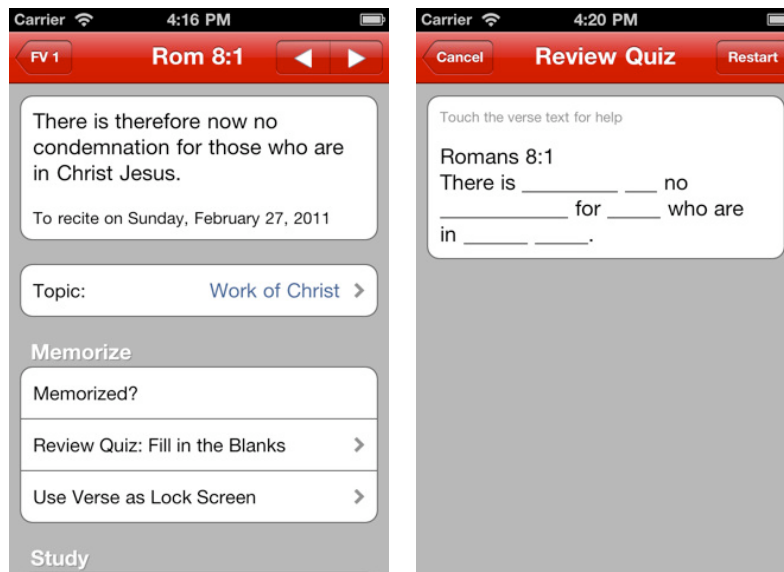 Carrier 4:16 PM
FV 1 Rom 8:1
There is therefore now no
condemnation for those who are
in Christ Jesus.
To recite on Sunday, February 27, 2011
Topic: Work of Christ
Memorize
Memorized?
Review Quiz: Fill in the Blanks
Use Verse as Lock Screen
Study
Carrier 4:20 PM
Cancel Review Quiz Restart
Touch the verse text for help
Romans 8:1
There is _________ ___ no
____________ for _____ who are
in ______ _____.